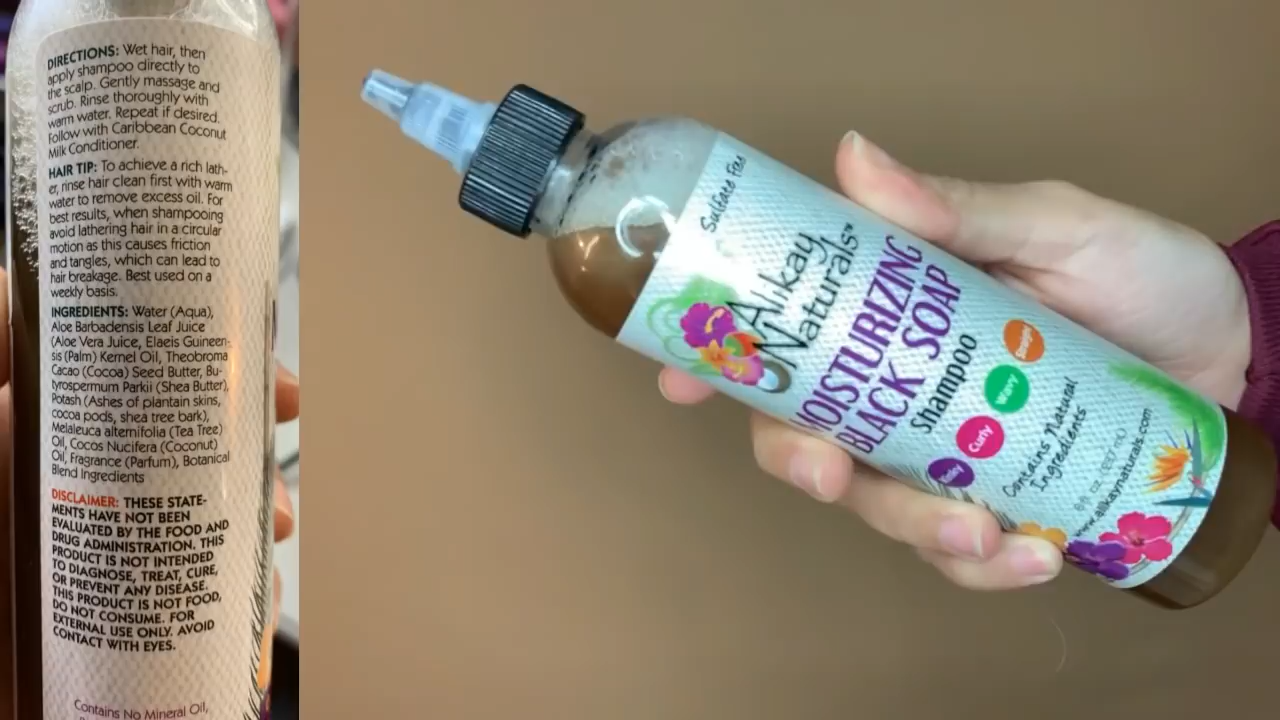 DIRECTIONS: Wet hair, then
apply shampoo directly to
the scalp. Gently massage and
scrub. Rinse thoroughly with
warm water. Repeat if desired.
Follow with Caribbean Coconut
Milk Conditioner.
HAIR TIP: To achieve a rich lath-
er, rinse hair clean first with warm
water to remove excess oil. For
best results, when shampooing
avoid lathering hair in a circular
motion as this causes friction
and tangles, which can lead to
hair breakage. Best used on a
weekly basis.
INGREDIENTS: Water (Aqua),
Aloe Barbadensis Leaf Juice
(Aloe Vera Juice, Elaeis Guineen-
sis (Palm) Kernel Oil, Theobroma
Cacao (Cocoa) Seed Butter, Bu-
tyrospermum Parkii (Shea Butter),
Potash (Ashes of plantain skins,
cocoa pods, shea tree bark),
Melaleuca alternifolia (Tea Tree)
Oil, Cocos Nucifera (Coconut)
Oil, Fragrance (Parfum), Botanical
Blend Ingredients
DISCLAIMER: THESE STATE-
MENTS HAVE NOT BEEN
EVALUATED BY THE FOOD AND
DRUG ADMINISTRATION. THIS
PRODUCT IS NOT INTENDED
TO DIAGNOSE, TREAT, CURE,
OR PREVENT ANY DISEASE.
THIS PRODUCT IS NOT FOOD,
DO NOT CONSUME. FOR
EXTERNAL USE ONLY. AVOID
CONTACT WITH EYES.
Contains No Mineral Oil,
Sulfate Free
Alikay
Naturals™
MOISTURIZING
BLACK SOAP
Shampoo
Curly
Wavy
Straight
Contains Natural
Ingredients
8 fl oz. (237 ml)
www.alikaynaturals.com